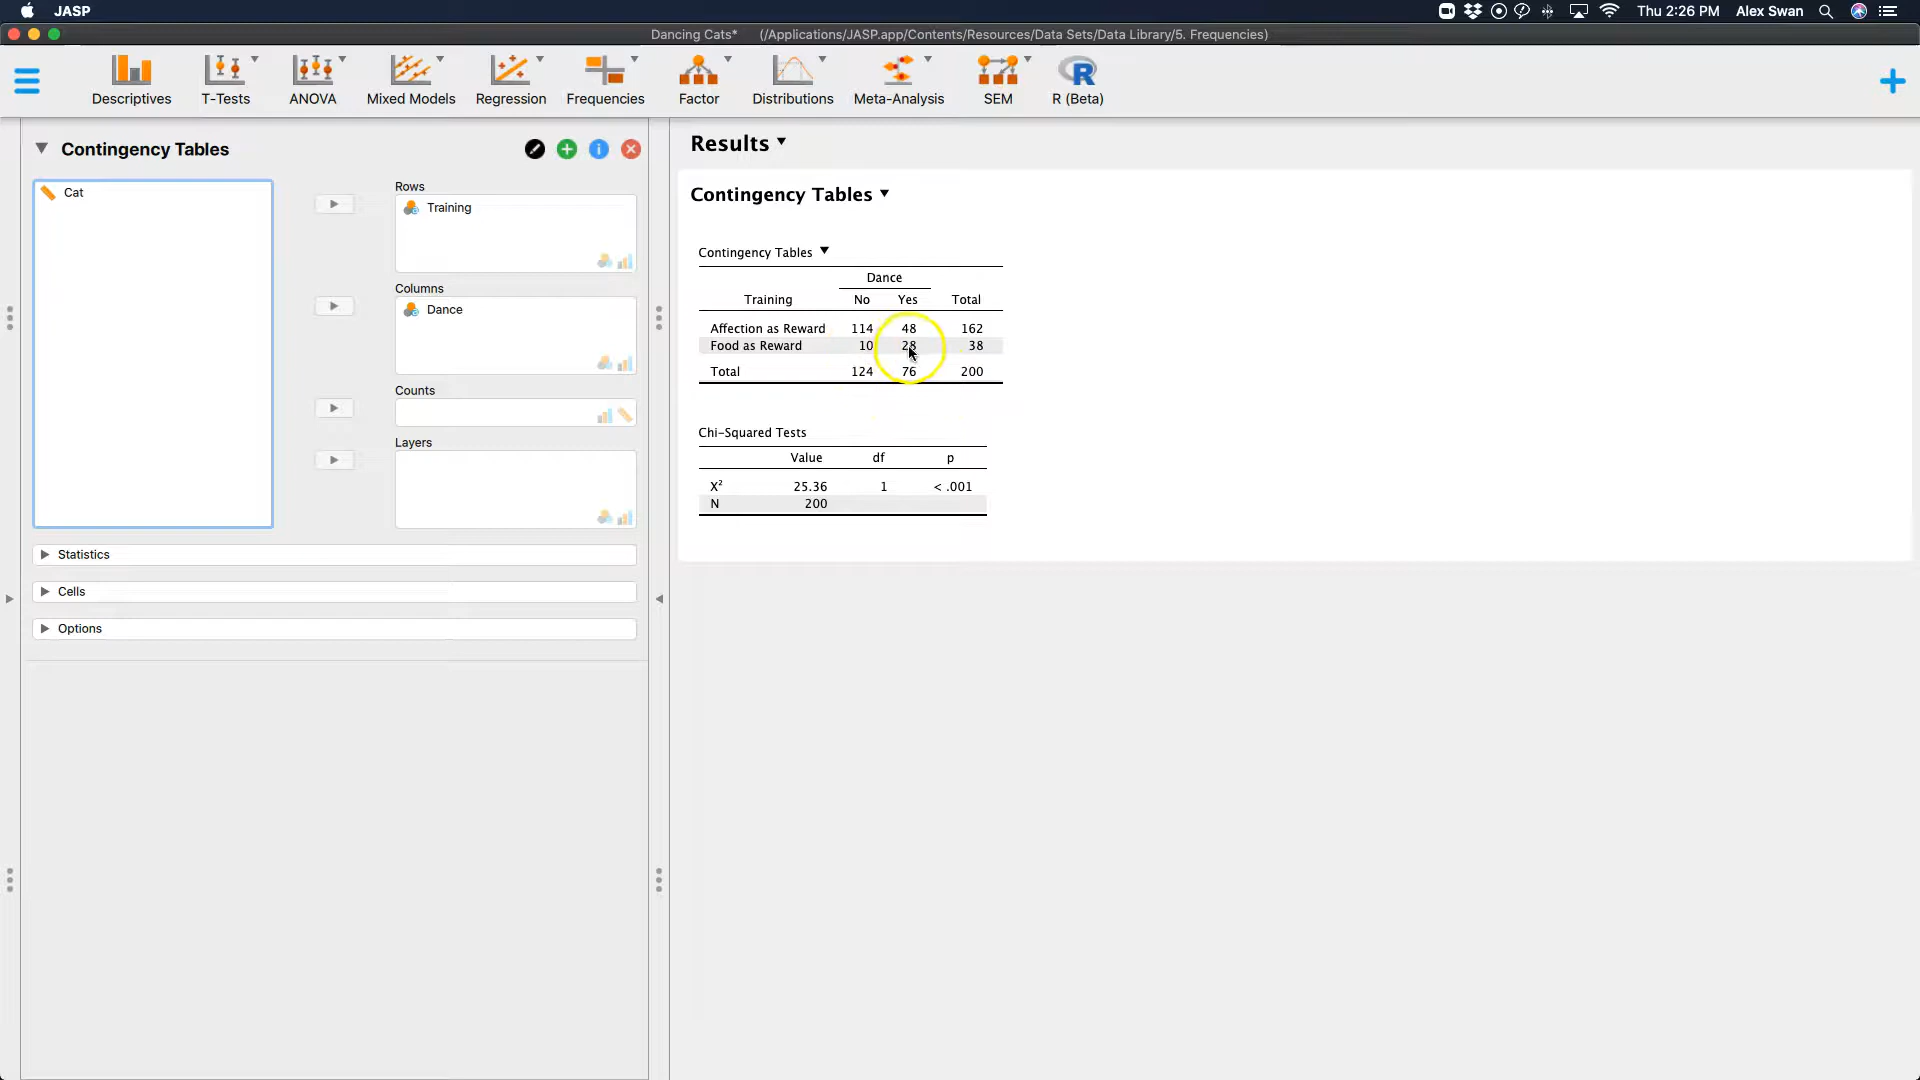 JASP
Thu 2:26 PM Alex Swan
Dancing Cats* (/Applications/JASP.app/Contents/Resources/Data Sets/Data Library/5. Frequencies)
Descriptives T-Tests ANOVA Mixed Models Regression Frequencies Factor Distributions Meta-Analysis SEM R (Beta)
Contingency Tables
Cat
Rows
Training
Columns
Dance
Counts
Layers
Statistics
Cells
Options
Results
Contingency Tables
Contingency Tables
Dance
Training No Yes Total
Affection as Reward 114 48 162
Food as Reward 10 28 38
Total 124 76 200
Chi-Squared Tests
Value df p
X² 25.36 1 < .001
N 200